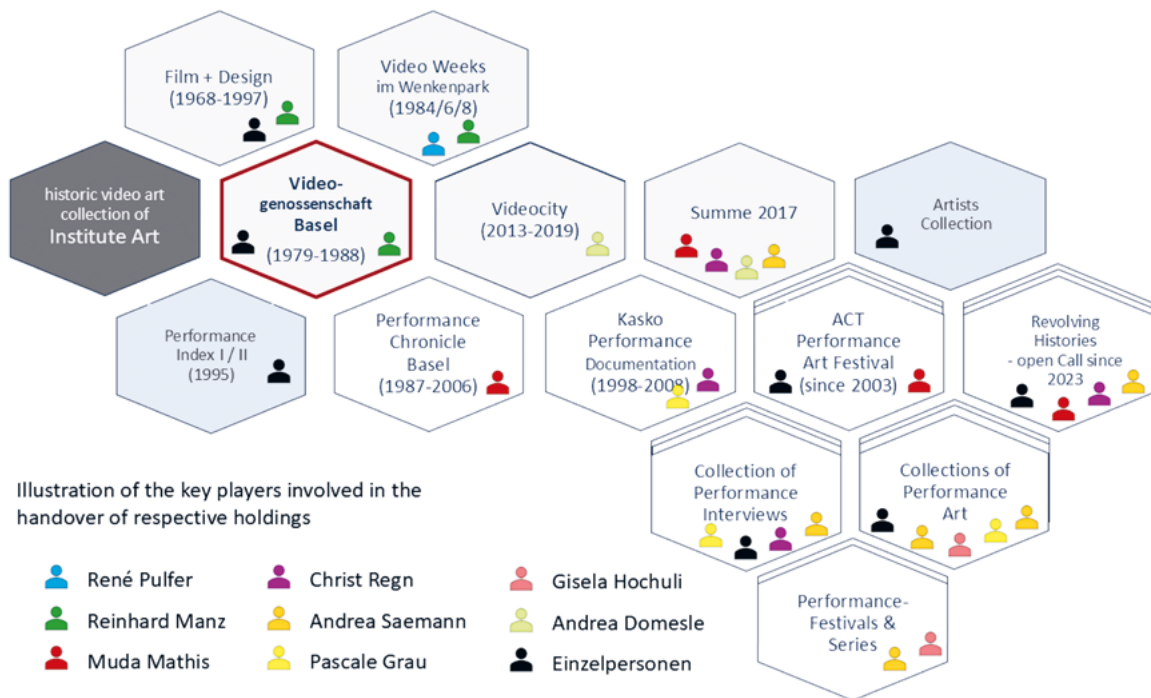 Film + Design
(1968-1997)
Video Weeks
im Wenkenpark
(1984/6/8)
historic video art
collection of
Institute Art
Video-
genossenschaft
Basel
(1979-1988)
Videocity
(2013-2019)
Summe 2017
Artists
Collection
Performance
Index I / II
(1995)
Performance
Chronicle
Basel
(1987-2006)
Kasko
Performance
Documentation
(1998-2008)
ACT
Performance
Art Festival
(since 2003)
Revolving
Histories
- open Call since
2023
Collection of
Performance
Interviews
Collections of
Performance
Art
Performance-
Festivals &
Series
Illustration of the key players involved in the
handover of respective holdings
René Pulfer
Christ Regn
Gisela Hochuli
Reinhard Manz
Andrea Saemann
Andrea Domesle
Muda Mathis
Pascale Grau
Einzelpersonen